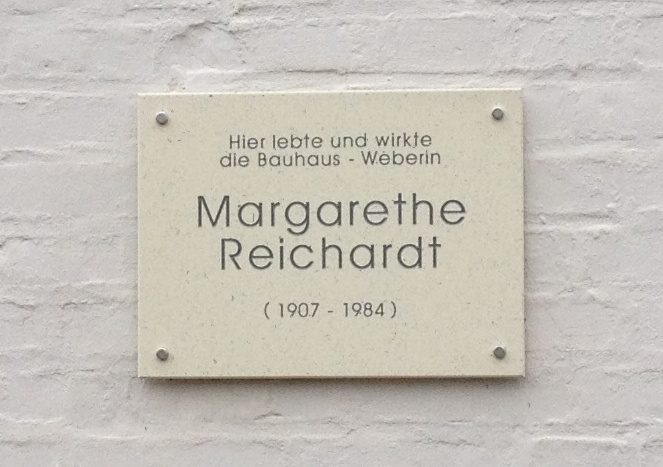 Hier lebte und wirkte
die Bauhaus - Weberin
Margarethe
Reichardt
( 1907 - 1984 )